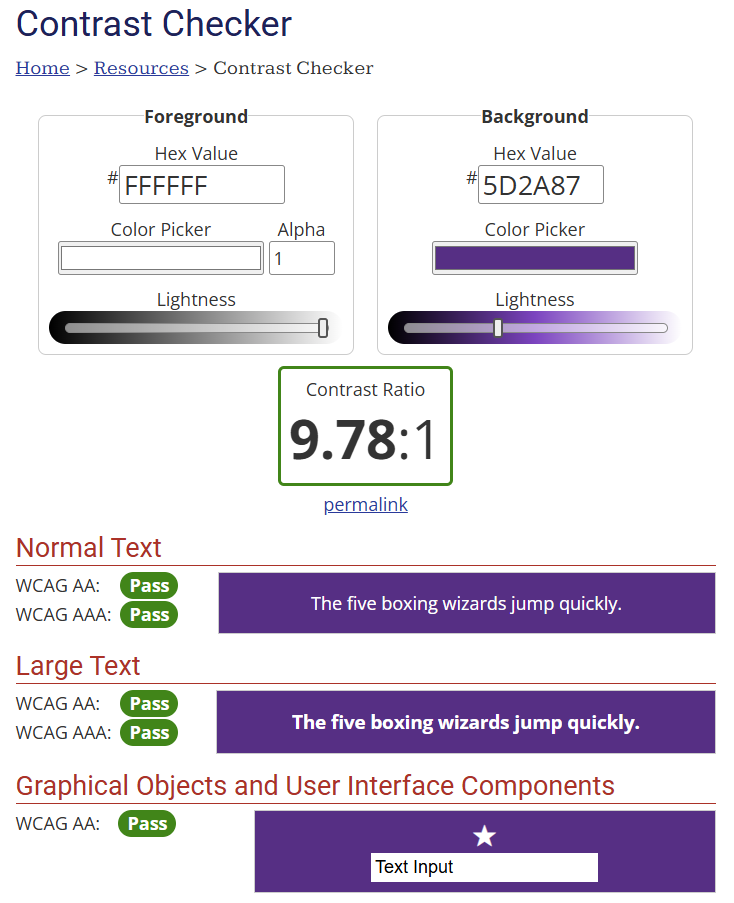 Contrast Checker
Home > Resources > Contrast Checker
Foreground
Hex Value
# FFFFFF
Color Picker Alpha
1
Lightness
Background
Hex Value
# 5D2A87
Color Picker
Lightness
Contrast Ratio
9.78:1
permalink
Normal Text
WCAG AA: Pass
WCAG AAA: Pass
The five boxing wizards jump quickly.
Large Text
WCAG AA: Pass
WCAG AAA: Pass
The five boxing wizards jump quickly.
Graphical Objects and User Interface Components
WCAG AA: Pass
Text Input